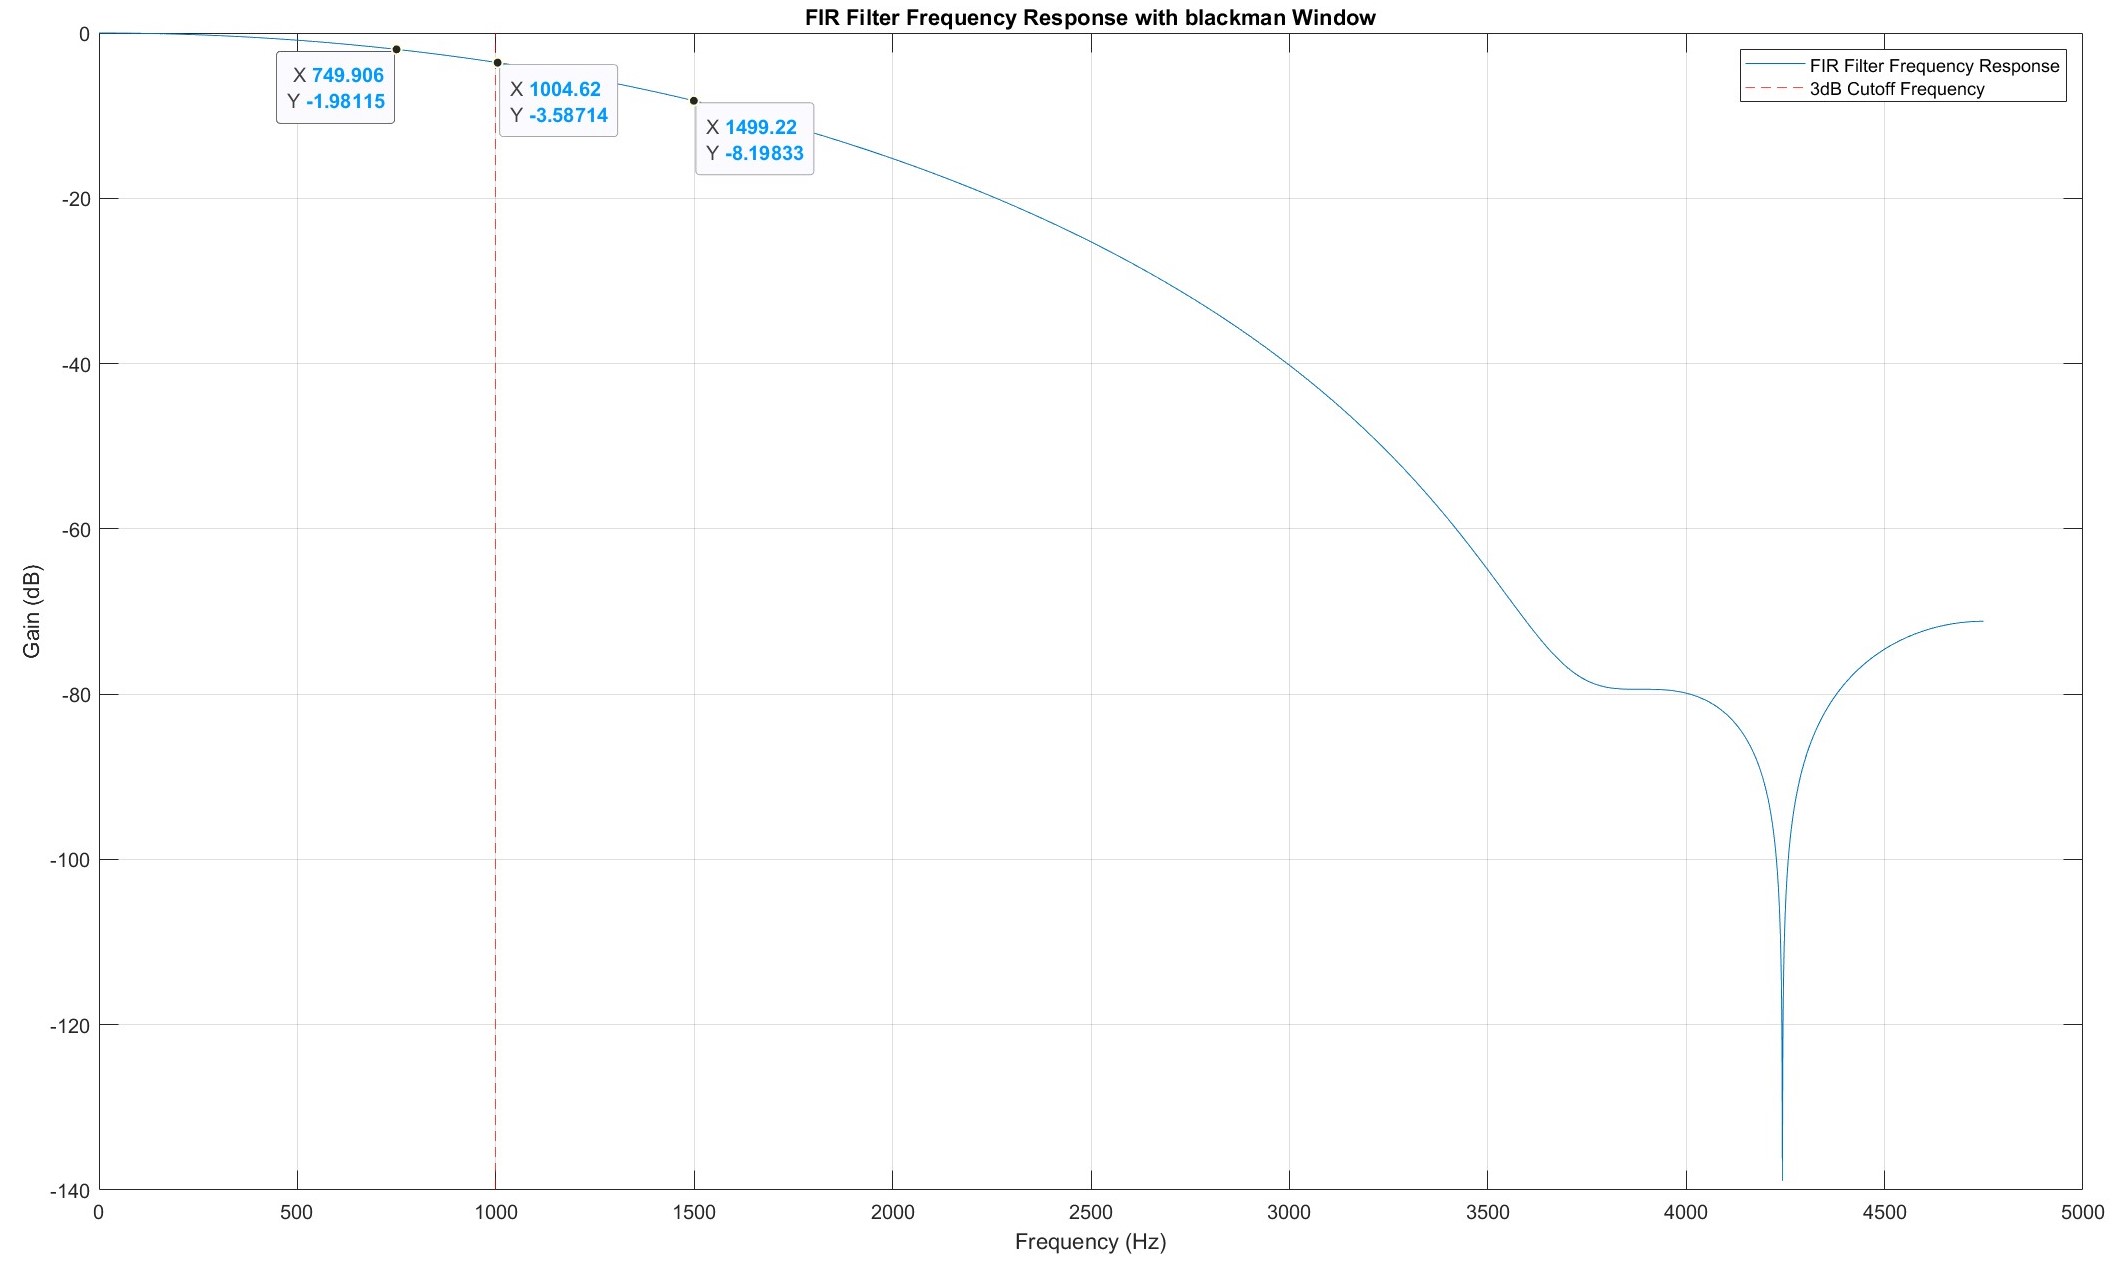 FIR Filter Frequency Response with blackman Window
FIR Filter Frequency Response
3dB Cutoff Frequency
X 749.906
Y -1.98115
X 1004.62
Y -3.58714
X 1499.22
Y -8.19833
0
-20
-40
-60
-80
-100
-120
-140
Gain (dB)
0 500 1000 1500 2000 2500 3000 3500 4000 4500 5000
Frequency (Hz)